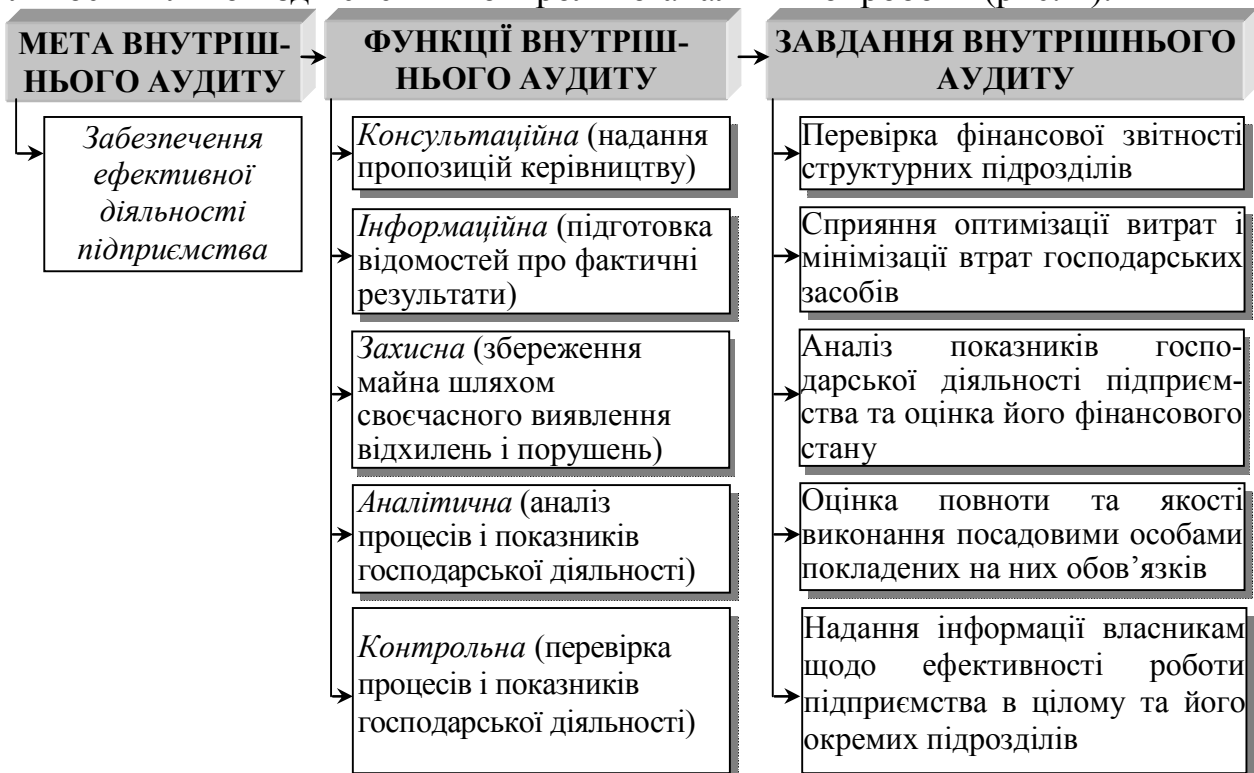 МЕТА ВНУТРІШ-
НЬОГО АУДИТУ
Забезпечення
ефективної
діяльності
підприємства
ФУНКЦІЇ ВНУТРІШ-
НЬОГО АУДИТУ
Консультаційна (надання
пропозицій керівництву)
Інформаційна (підготовка
відомостей про фактичні
результати)
Захисна (збереження
майна шляхом
своєчасного виявлення
відхилень і порушень)
Аналітична (аналіз
процесів і показників
господарської діяльності)
Контрольна (перевірка
процесів і показників
господарської діяльності)
ЗАВДАННЯ ВНУТРІШНЬОГО
АУДИТУ
Перевірка фінансової звітності
структурних підрозділів
Сприяння оптимізації витрат і
мінімізації втрат господарських
засобів
Аналіз показників госпо-
дарської діяльності підприєм-
ства та оцінка його фінансового
стану
Оцінка повноти та якості
виконання посадовими особами
покладених на них обов’язків
Надання інформації власникам
щодо ефективності роботи
підприємства в цілому та його
окремих підрозділів